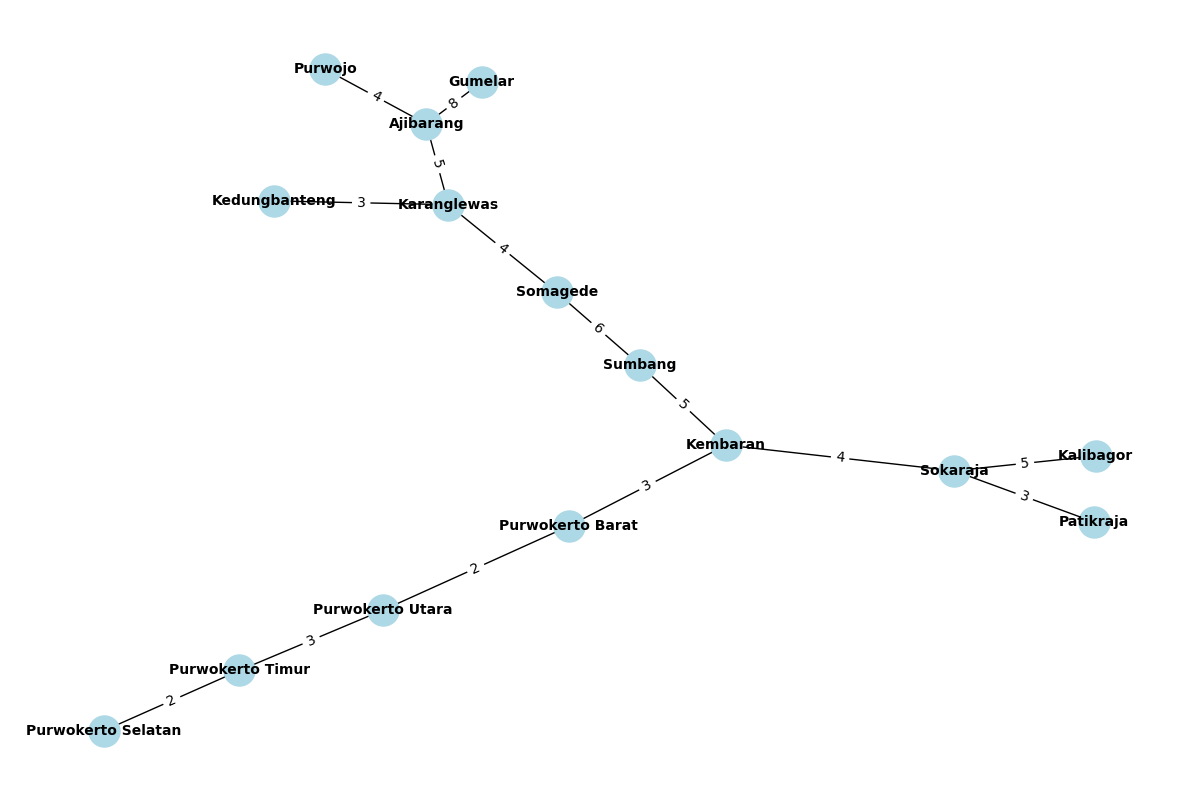 Purwojo
Gumelar
4
8
Ajibarang
5
Kedungbanteng
3
Karanglewas
4
Somagede
6
Sumbang
5
Kembaran
4
Sokaraja
5
Kalibagor
3
Patikraja
3
Purwokerto Barat
2
Purwokerto Utara
3
Purwokerto Timur
2
Purwokerto Selatan